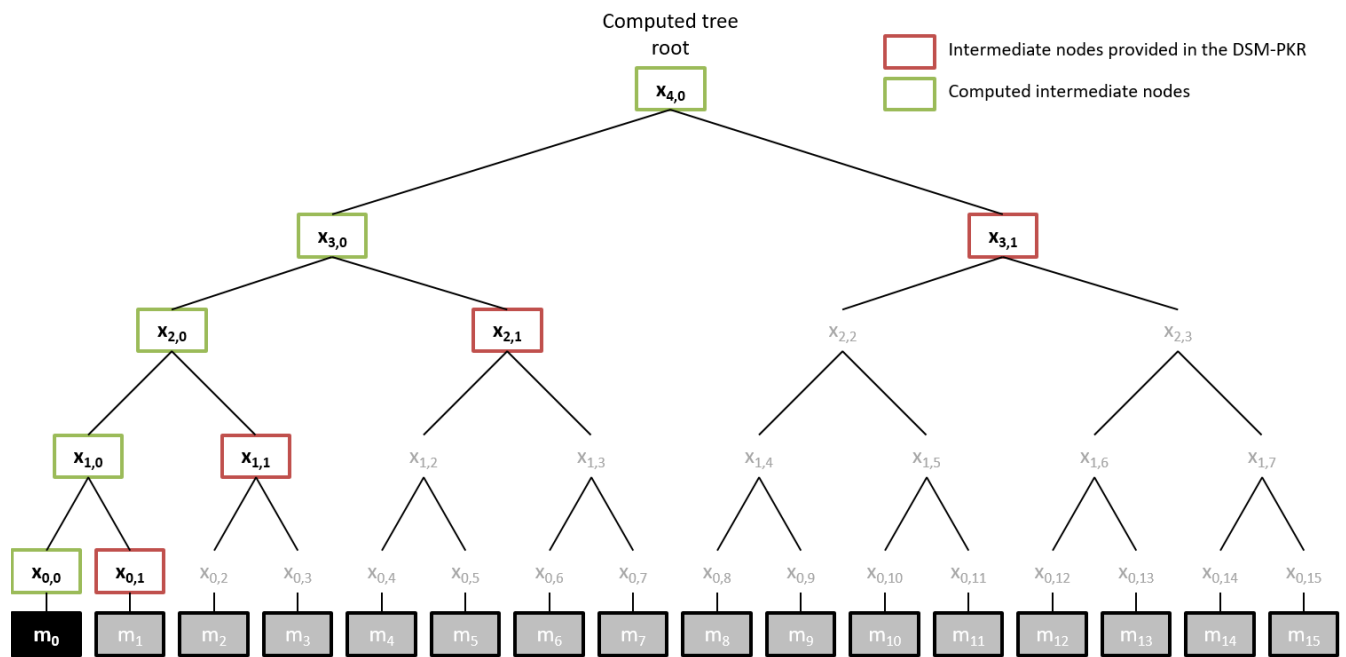 Computed tree
root
Intermediate nodes provided in the DSM-PKR
Computed intermediate nodes
x4,0
x3,0 x3,1
x2,0 x2,1 x2,2 x2,3
x1,0 x1,1 x1,2 x1,3 x1,4 x1,5 x1,6 x1,7
x0,0 x0,1 x0,2 x0,3 x0,4 x0,5 x0,6 x0,7 x0,8 x0,9 x0,10 x0,11 x0,12 x0,13 x0,14 x0,15
m0 m1 m2 m3 m4 m5 m6 m7 m8 m9 m10 m11 m12 m13 m14 m15